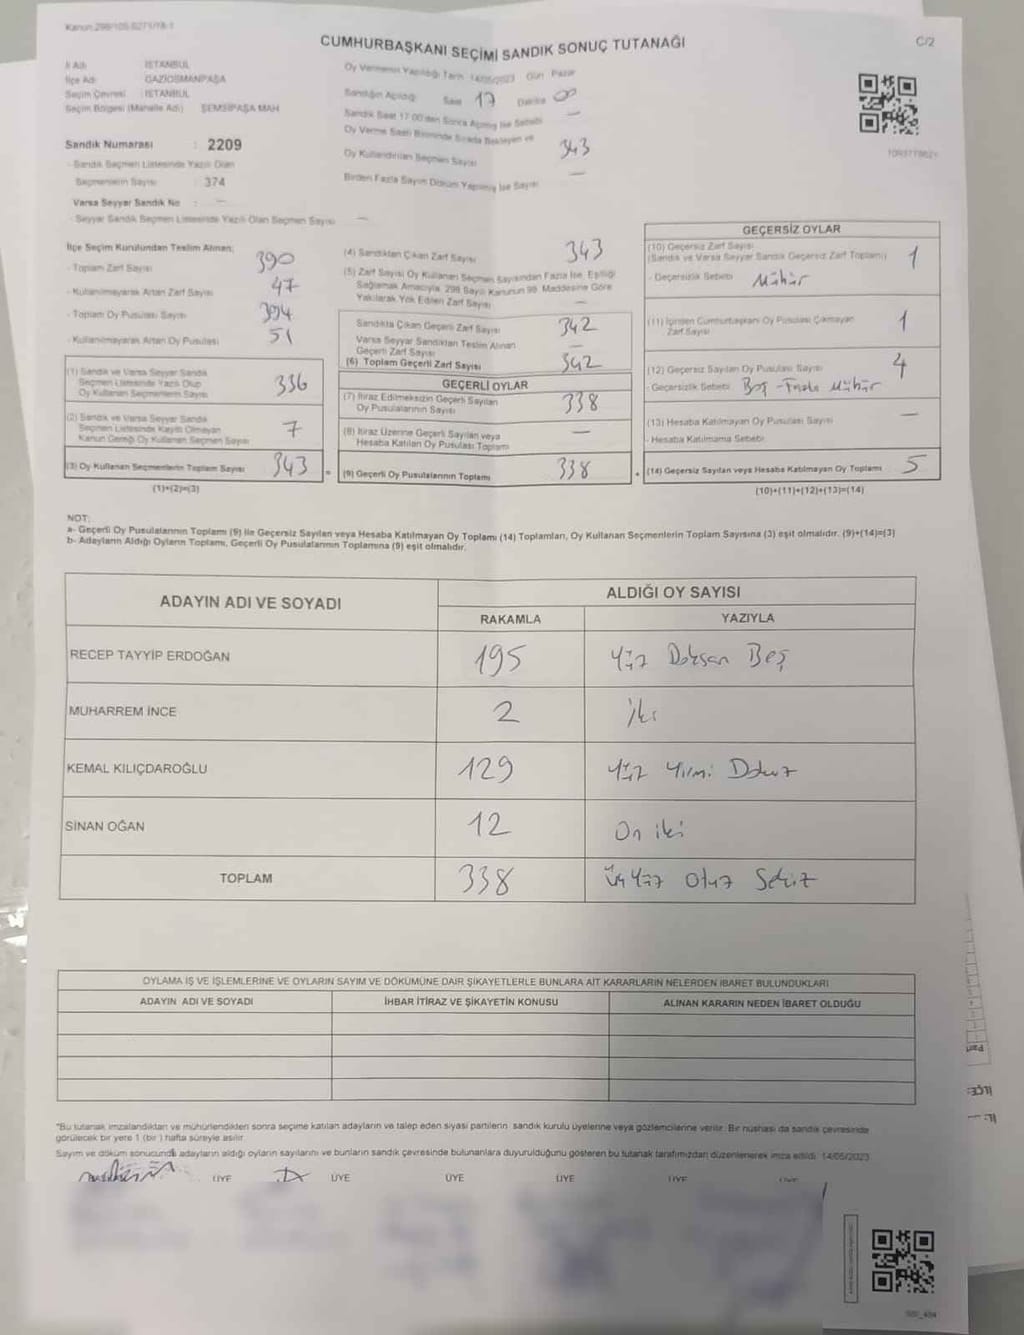 CUMHURBAŞKANI SEÇİMİ SANDIK SONUÇ TUTANAĞI
C/2
İl Adı : İSTANBUL
İlçe Adı : GAZİOSMANPAŞA
Seçim Çevresi : İSTANBUL
Seçim Bölgesi (Mahalle Adı) : ŞEMSİPAŞA MAH
Sandık Numarası : 2209
- Sandık Seçmen Listesinde Yazılı Olan
Seçmenlerin Sayısı : 374
Varsa Seyyar Sandık No : —
- Seyyar Sandık Seçmen Listesinde Yazılı Olan Seçmen Sayısı —
Oy Vermenin Yapıldığı Tarih 14/05/2023 Gün Pazar
Sandığın Açıldığı Saat 17 Dakika 00
Sandık Saat 17.00'den Sonra Açılmış İse Sebebi —
Oy Verme Saati Bitiminde Sırada Bekleyen ve
Oy Kullandırılan Seçmen Sayısı 343
Birden Fazla Sayım Döküm Yapılmış İse Sayısı —
İlçe Seçim Kurulundan Teslim Alınan;
- Toplam Zarf Sayısı 390
- Kullanılmayarak Artan Zarf Sayısı 47
- Toplam Oy Pusulası Sayısı 394
- Kullanılmayarak Artan Oy Pusulası 51
(1) Sandık ve Varsa Seyyar Sandık
Seçmen Listesinde Yazılı Olup
Oy Kullanan Seçmenlerin Sayısı 336
(2) Sandık ve Varsa Seyyar Sandık
Seçmen Listesinde Kayıtlı Olmayan
Kanun Gereği Oy Kullanan Seçmen Sayısı 7
(3) Oy Kullanan Seçmenlerin Toplam Sayısı 343
(1)+(2)=(3)
(4) Sandıktan Çıkan Zarf Sayısı 343
(5) Zarf Sayısı Oy Kullanan Seçmen Sayısından Fazla İse, Eşitliği
Sağlamak Amacıyla, 298 Sayılı Kanunun 98. Maddesine Göre
Yakılarak Yok Edilen Zarf Sayısı —
Sandıkta Çıkan Geçerli Zarf Sayısı 342
Varsa Seyyar Sandıktan Teslim Alınan
Geçerli Zarf Sayısı —
(6) Toplam Geçerli Zarf Sayısı 342
GEÇERLİ OYLAR
(7) İtiraz Edilmeksizin Geçerli Sayılan
Oy Pusulalarının Sayısı 338
(8) İtiraz Üzerine Geçerli Sayılan veya
Hesaba Katılan Oy Pusulası Toplamı —
(9) Geçerli Oy Pusulalarının Toplamı 338
GEÇERSİZ OYLAR
(10) Geçersiz Zarf Sayısı
(Sandık ve Varsa Seyyar Sandık Geçersiz Zarf Toplamı) 1
- Geçersizlik Sebebi Mühür
(11) İçinden Cumhurbaşkanı Oy Pusulası Çıkmayan
Zarf Sayısı 1
(12) Geçersiz Sayılan Oy Pusulası Sayısı 4
- Geçersizlik Sebebi Boş - Fazla Mühür
(13) Hesaba Katılmayan Oy Pusulası Sayısı —
- Hesaba Katılmama Sebebi
(14) Geçersiz Sayılan veya Hesaba Katılmayan Oy Toplamı 5
(10)+(11)+(12)+(13)=(14)
NOT:
a- Geçerli Oy Pusulalarının Toplamı (9) ile Geçersiz Sayılan veya Hesaba Katılmayan Oy Toplamı (14) Toplamları, Oy Kullanan Seçmenlerin Toplam Sayısına (3) eşit olmalıdır. (9)+(14)=(3)
b- Adayların Aldığı Oyların Toplamı, Geçerli Oy Pusulalarının Toplamına (9) eşit olmalıdır.
ADAYIN ADI VE SOYADI
ALDIĞI OY SAYISI
RAKAMLA YAZIYLA
RECEP TAYYİP ERDOĞAN 195 Yüz Doksan Beş
MUHARREM İNCE 2 İki
KEMAL KILIÇDAROĞLU 129 Yüz Yirmi Dokuz
SİNAN OĞAN 12 On iki
TOPLAM 338 Üç Yüz Otuz Sekiz
OYLAMA İŞ VE İŞLEMLERİNE VE OYLARIN SAYIM VE DÖKÜMÜNE DAİR ŞİKAYETLERLE BUNLARA AİT KARARLARIN NELERDEN İBARET BULUNDUKLARI
ADAYIN ADI VE SOYADI İHBAR İTİRAZ VE ŞİKAYETİN KONUSU ALINAN KARARIN NEDEN İBARET OLDUĞU
"Bu tutanak imzalandıktan ve mühürlendikten sonra seçime katılan adayların ve talep eden siyasi partilerin sandık kurulu üyelerine veya gözlemcilerine verilir. Bir nüshası da sandık çevresinde
görülecek bir yere 1 (bir ) hafta süreyle asılır.
Sayım ve döküm sonucunda adayların aldığı oyların sayılarını ve bunların sandık çevresinde bulunanlara duyurulduğunu gösteren bu tutanak tarafımızdan düzenlenerek imza edildi. 14/05/2023
ÜYE ÜYE ÜYE ÜYE ÜYE
İLÇE:
İL: